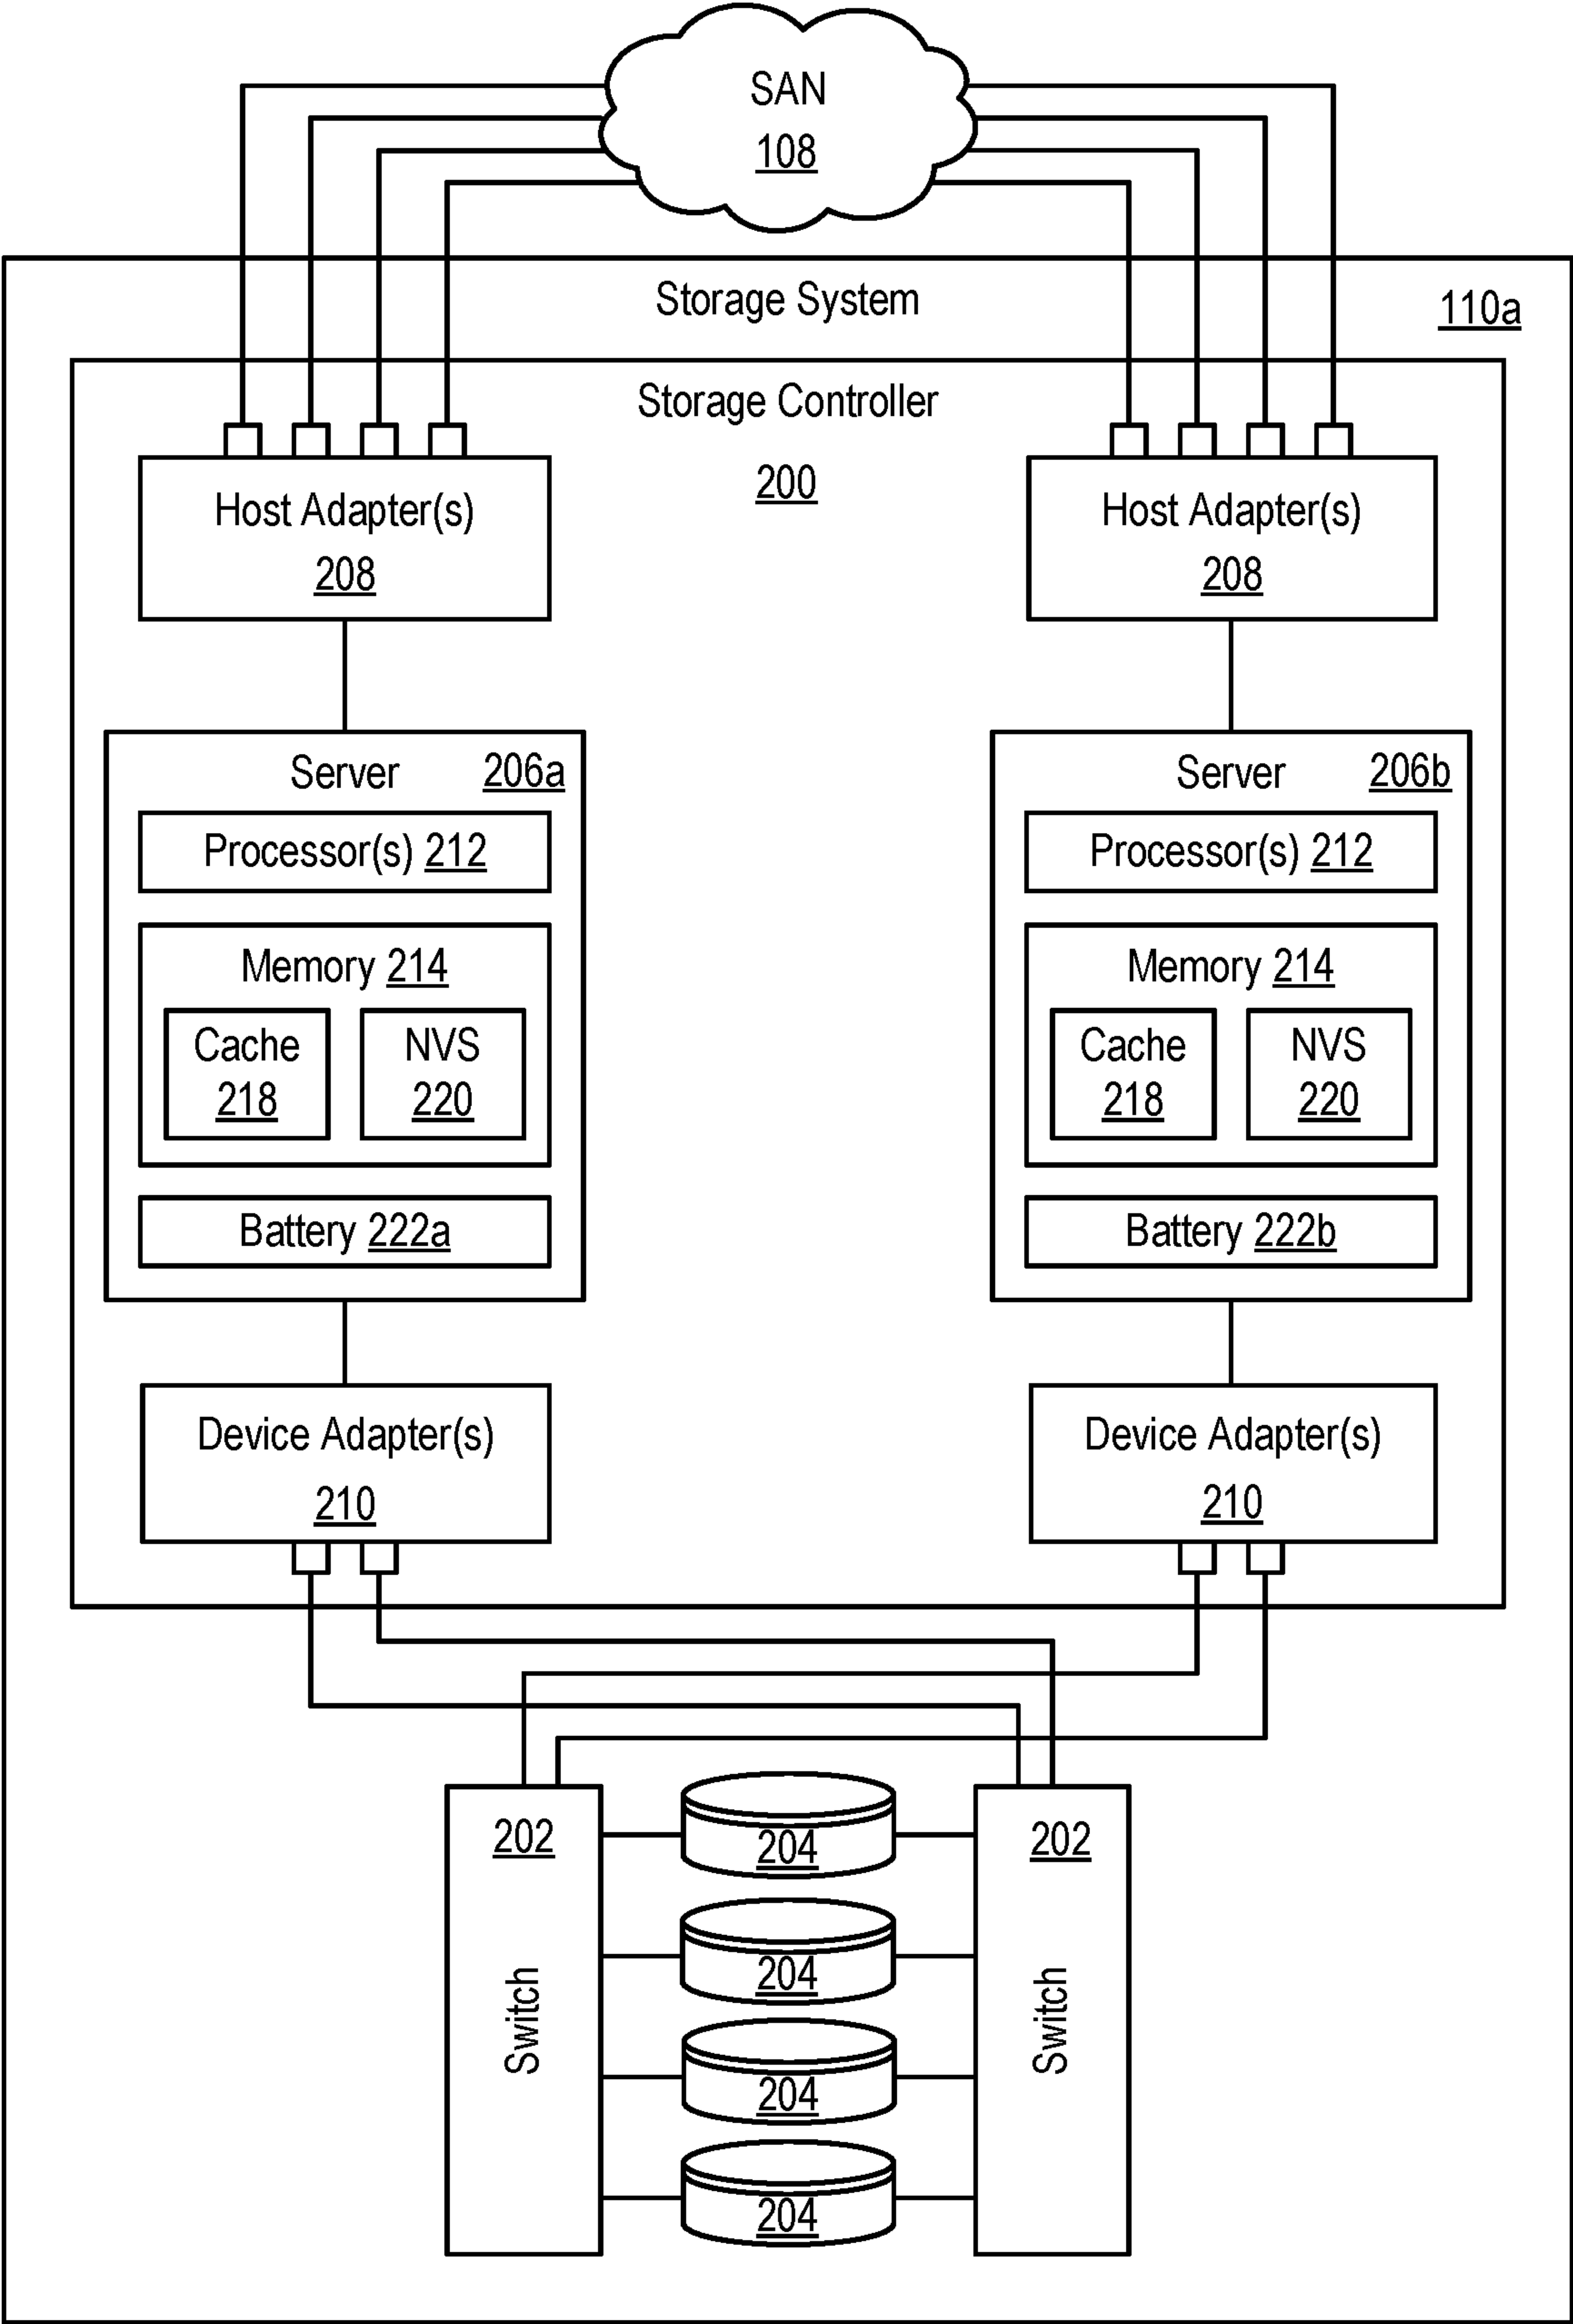 SAN
108
Storage System
110a
Storage Controller
200
Host Adapter(s)
208
Host Adapter(s)
208
Server 206a
Processor(s) 212
Memory 214
Cache
218
NVS
220
Battery 222a
Server 206b
Processor(s) 212
Memory 214
Cache
218
NVS
220
Battery 222b
Device Adapter(s)
210
Device Adapter(s)
210
202
Switch
204
204
204
204
202
Switch